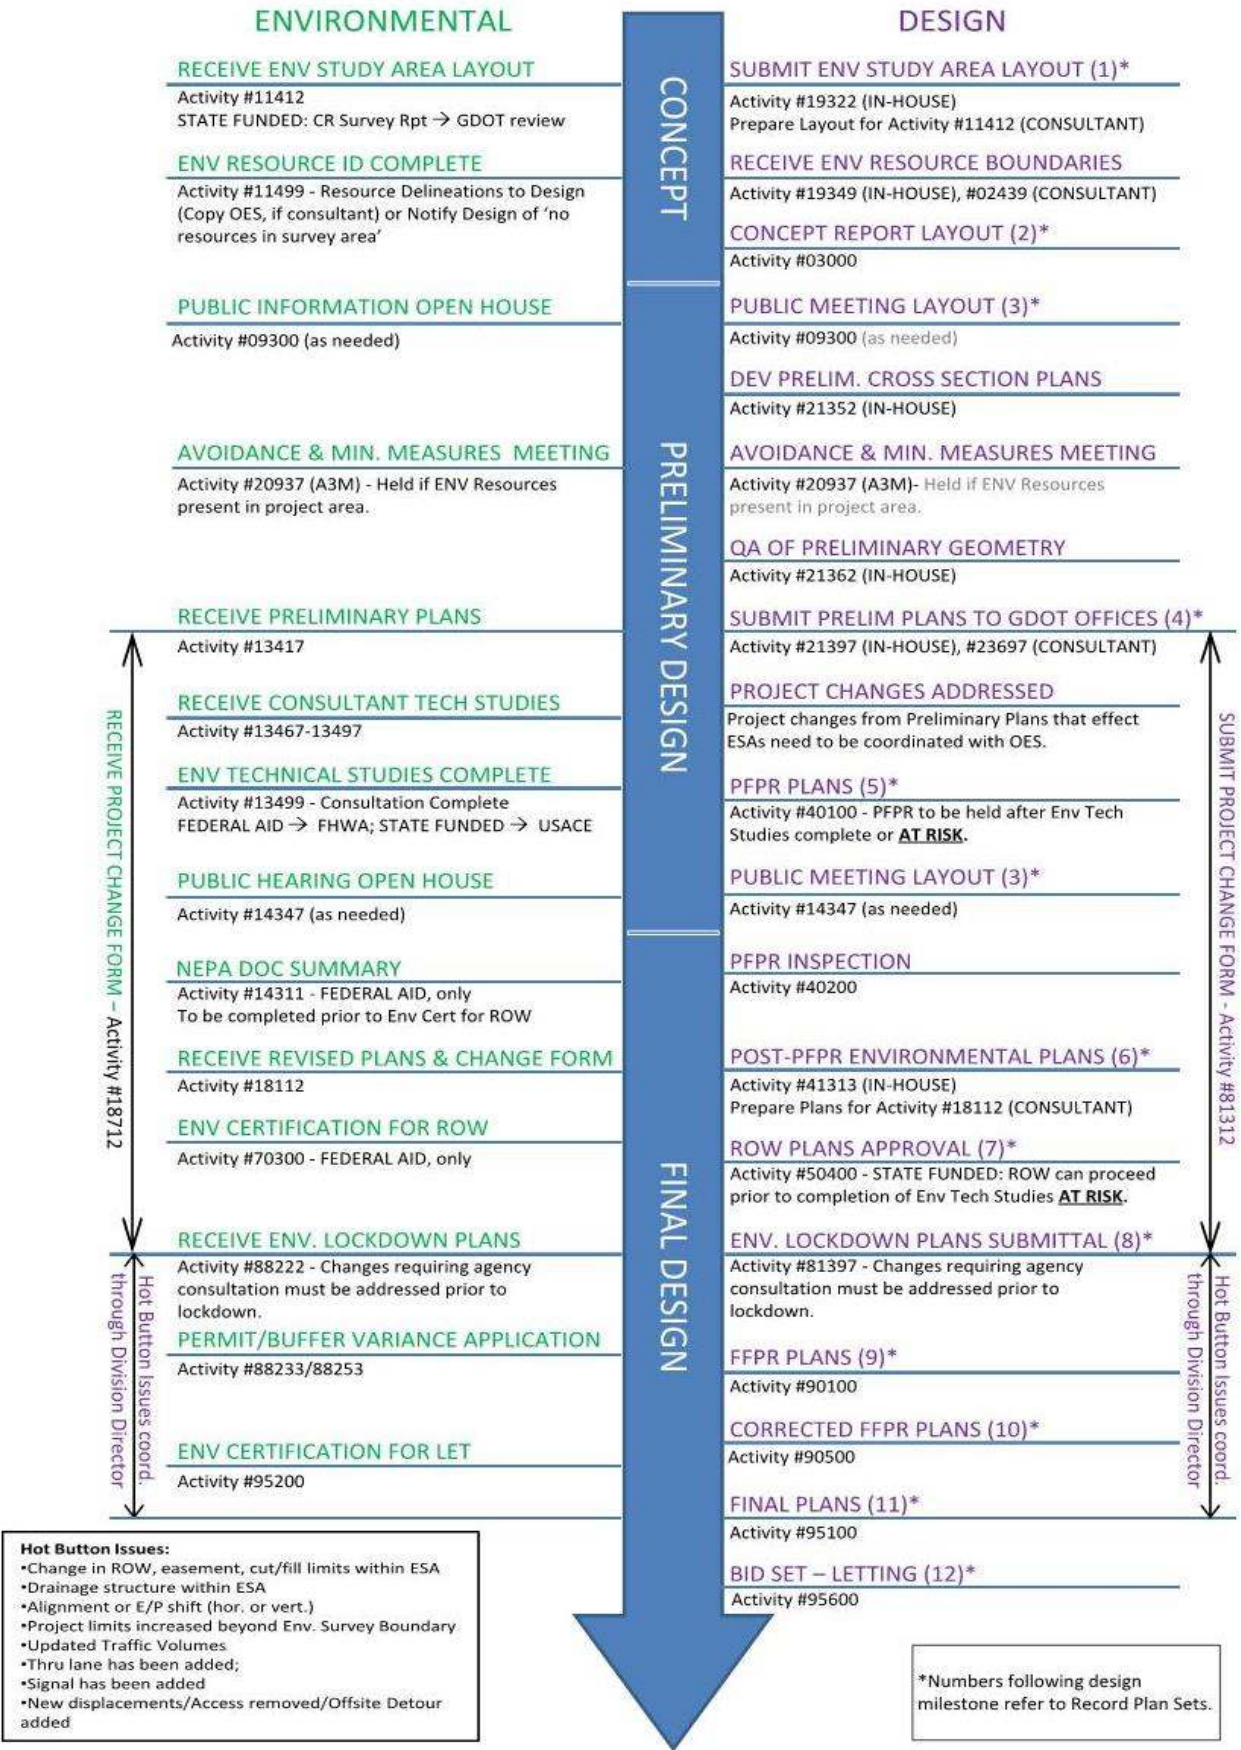 ENVIRONMENTAL
RECEIVE ENV STUDY AREA LAYOUT
Activity #11412
STATE FUNDED: CR Survey Rpt → GDOT review
ENV RESOURCE ID COMPLETE
Activity #11499 - Resource Delineations to Design
(Copy OES, if consultant) or Notify Design of ‘no
resources in survey area’
PUBLIC INFORMATION OPEN HOUSE
Activity #09300 (as needed)
AVOIDANCE & MIN. MEASURES MEETING
Activity #20937 (A3M) - Held if ENV Resources
present in project area.
RECEIVE PRELIMINARY PLANS
Activity #13417
RECEIVE CONSULTANT TECH STUDIES
Activity #13467-13497
ENV TECHNICAL STUDIES COMPLETE
Activity #13499 - Consultation Complete
FEDERAL AID → FHWA; STATE FUNDED → USACE
PUBLIC HEARING OPEN HOUSE
Activity #14347 (as needed)
NEPA DOC SUMMARY
Activity #14311 - FEDERAL AID, only
To be completed prior to Env Cert for ROW
RECEIVE REVISED PLANS & CHANGE FORM
Activity #18112
ENV CERTIFICATION FOR ROW
Activity #70300 - FEDERAL AID, only
RECEIVE ENV. LOCKDOWN PLANS
Activity #88222 - Changes requiring agency
consultation must be addressed prior to
lockdown.
PERMIT/BUFFER VARIANCE APPLICATION
Activity #88233/88253
ENV CERTIFICATION FOR LET
Activity #95200
RECEIVE PROJECT CHANGE FORM – Activity #18712
Hot Button Issues coord.
through Division Director
CONCEPT
PRELIMINARY DESIGN
FINAL DESIGN
DESIGN
SUBMIT ENV STUDY AREA LAYOUT (1)*
Activity #19322 (IN-HOUSE)
Prepare Layout for Activity #11412 (CONSULTANT)
RECEIVE ENV RESOURCE BOUNDARIES
Activity #19349 (IN-HOUSE), #02439 (CONSULTANT)
CONCEPT REPORT LAYOUT (2)*
Activity #03000
PUBLIC MEETING LAYOUT (3)*
Activity #09300 (as needed)
DEV PRELIM. CROSS SECTION PLANS
Activity #21352 (IN-HOUSE)
AVOIDANCE & MIN. MEASURES MEETING
Activity #20937 (A3M)- Held if ENV Resources
present in project area.
QA OF PRELIMINARY GEOMETRY
Activity #21362 (IN-HOUSE)
SUBMIT PRELIM PLANS TO GDOT OFFICES (4)*
Activity #21397 (IN-HOUSE), #23697 (CONSULTANT)
PROJECT CHANGES ADDRESSED
Project changes from Preliminary Plans that effect
ESAs need to be coordinated with OES.
PFPR PLANS (5)*
Activity #40100 - PFPR to be held after Env Tech
Studies complete or AT RISK.
PUBLIC MEETING LAYOUT (3)*
Activity #14347 (as needed)
PFPR INSPECTION
Activity #40200
POST-PFPR ENVIRONMENTAL PLANS (6)*
Activity #41313 (IN-HOUSE)
Prepare Plans for Activity #18112 (CONSULTANT)
ROW PLANS APPROVAL (7)*
Activity #50400 - STATE FUNDED: ROW can proceed
prior to completion of Env Tech Studies AT RISK.
ENV. LOCKDOWN PLANS SUBMITTAL (8)*
Activity #81397 - Changes requiring agency
consultation must be addressed prior to
lockdown.
FFPR PLANS (9)*
Activity #90100
CORRECTED FFPR PLANS (10)*
Activity #90500
FINAL PLANS (11)*
Activity #95100
BID SET – LETTING (12)*
Activity #95600
SUBMIT PROJECT CHANGE FORM - Activity #81312
Hot Button Issues coord.
through Division Director
Hot Button Issues:
•Change in ROW, easement, cut/fill limits within ESA
•Drainage structure within ESA
•Alignment or E/P shift (hor. or vert.)
•Project limits increased beyond Env. Survey Boundary
•Updated Traffic Volumes
•Thru lane has been added;
•Signal has been added
•New displacements/Access removed/Offsite Detour
added
*Numbers following design
milestone refer to Record Plan Sets.